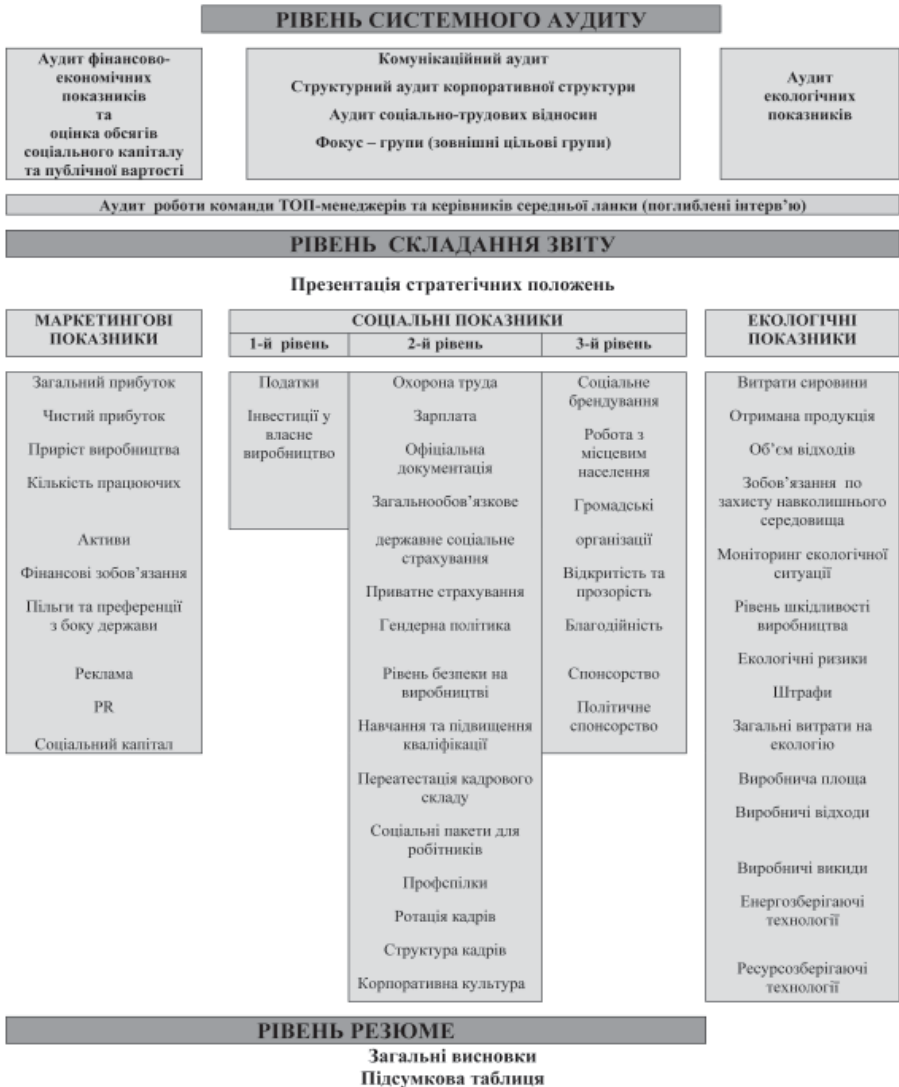 РІВЕНЬ СИСТЕМНОГО АУДИТУ
Аудит фінансово-
економічних
показників
та
оцінка обсягів
соціального капіталу
та публічної вартості
Комунікаційний аудит
Структурний аудит корпоративної структури
Аудит соціально-трудових відносин
Фокус – групи (зовнішні цільові групи)
Аудит
екологічних
показників
Аудит роботи команди ТОП-менеджерів та керівників середньої ланки (поглиблені інтерв’ю)
РІВЕНЬ СКЛАДАННЯ ЗВІТУ
Презентація стратегічних положень
МАРКЕТИНГОВІ
ПОКАЗНИКИ
Загальний прибуток
Чистий прибуток
Приріст виробництва
Кількість працюючих
Активи
Фінансові зобов’язання
Пільги та преференції
з боку держави
Реклама
PR
Соціальний капітал
СОЦІАЛЬНІ ПОКАЗНИКИ
1-й рівень
Податки
Інвестиції у
власне
виробництво
2-й рівень
Охорона труда
Зарплата
Офіціальна
документація
Загальнообов’язкове
державне соціальне
страхування
Приватне страхування
Гендерна політика
Рівень безпеки на
виробництві
Навчання та підвищення
кваліфікації
Переатестація кадрового
складу
Соціальні пакети для
робітників
Профспілки
Ротація кадрів
Структура кадрів
Корпоративна культура
3-й рівень
Соціальне
брендування
Робота з
місцевим
населення
Громадські
організації
Відкритість та
прозорість
Благодійність
Спонсорство
Політичне
спонсорство
ЕКОЛОГІЧНІ
ПОКАЗНИКИ
Витрати сировини
Отримана продукція
Об’єм відходів
Зобов’язання по
захисту навколишнього
середовища
Моніторинг екологічної
ситуації
Рівень шкідливості
виробництва
Екологічні ризики
Штрафи
Загальні витрати на
екологію
Виробнича площа
Виробничі відходи
Виробничі викиди
Енергозберігаючі
технології
Ресурсозберігаючі
технології
РІВЕНЬ РЕЗЮМЕ
Загальні висновки
Підсумкова таблиця